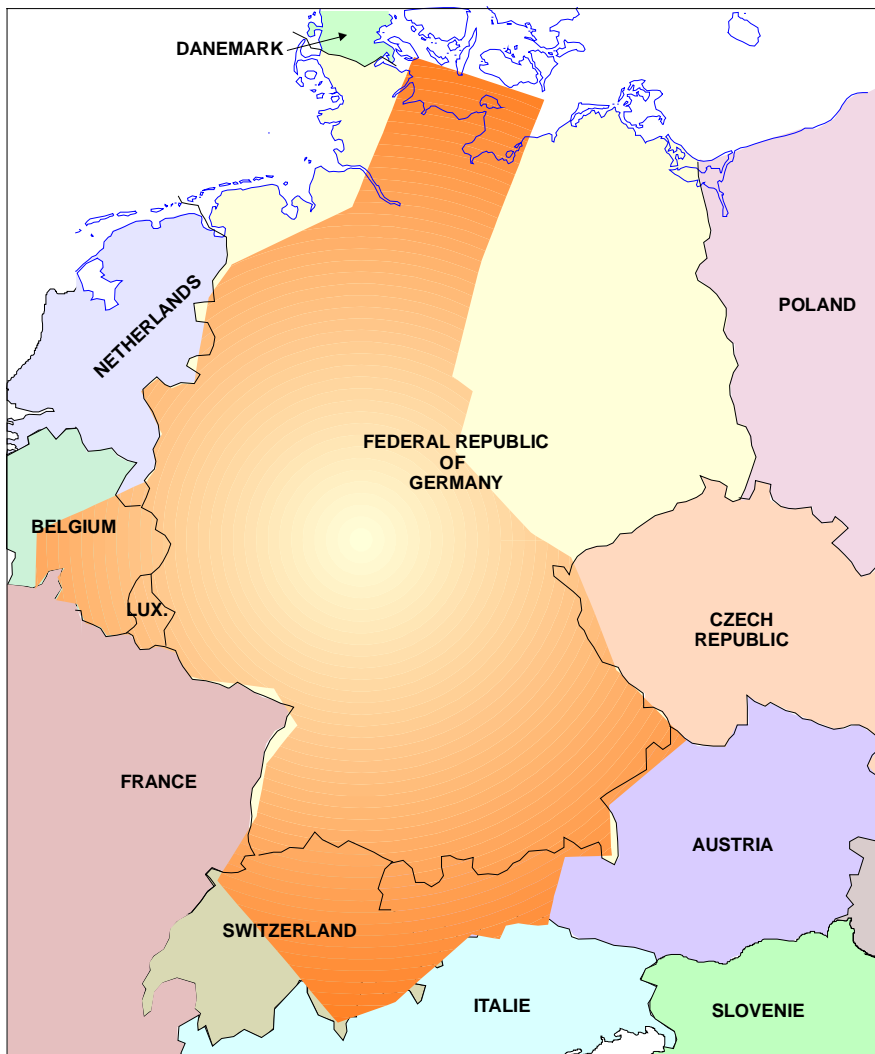 DANEMARK
NETHERLANDS
POLAND
FEDERAL REPUBLIC
OF
GERMANY
BELGIUM
LUX.
CZECH
REPUBLIC
FRANCE
AUSTRIA
SWITZERLAND
ITALIE
SLOVENIE